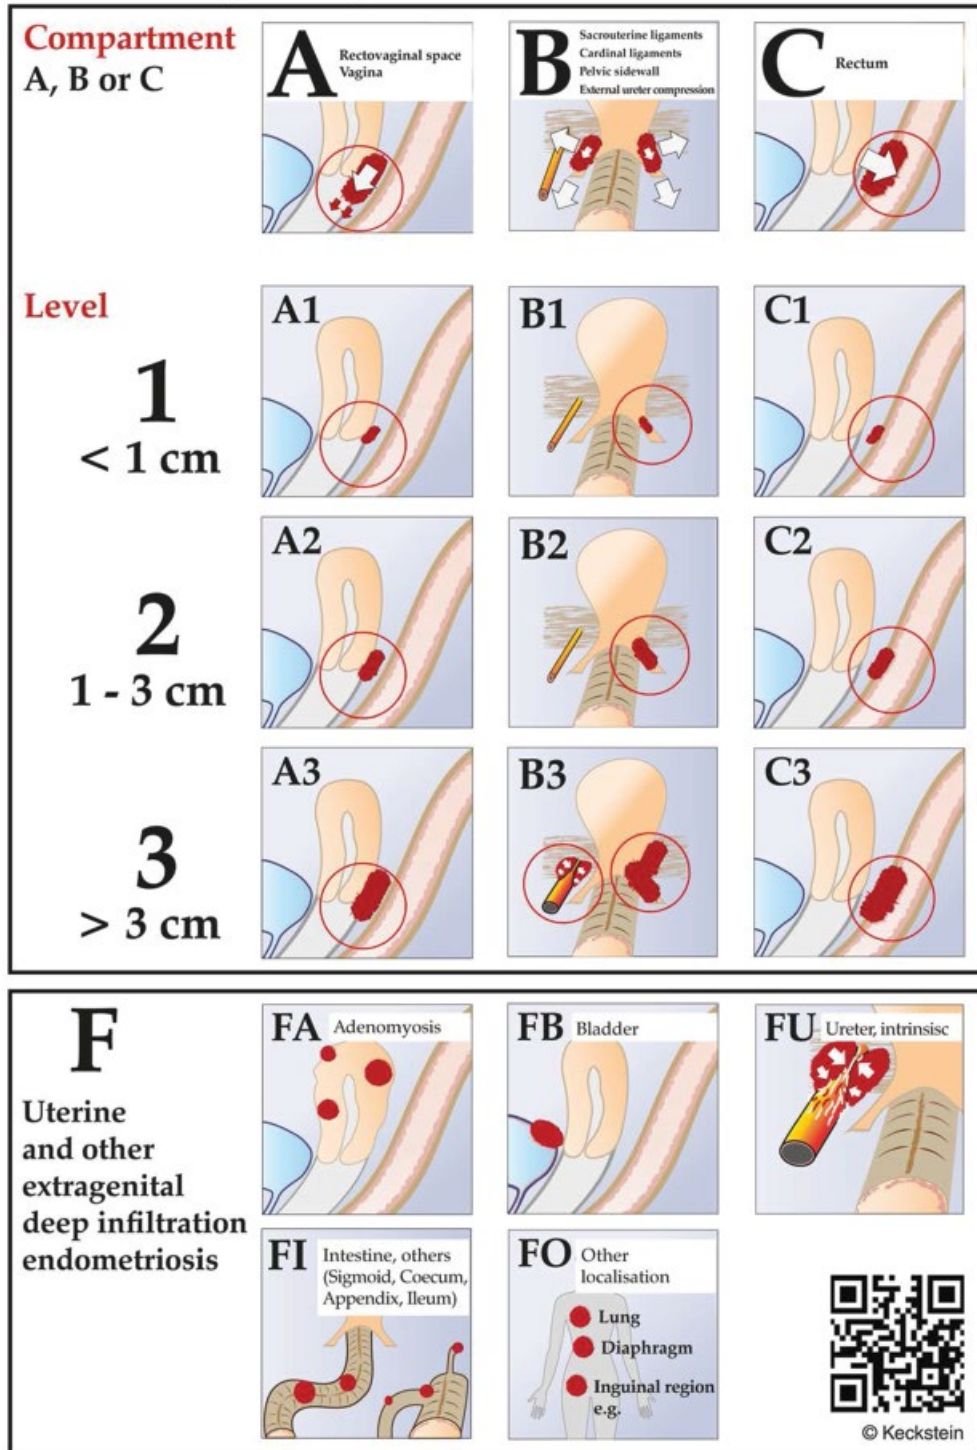 Compartment
A, B or C
A
Rectovaginal space
Vagina
B
Sacrouterine ligaments
Cardinal ligaments
Pelvic sidewall
External ureter compression
C
Rectum
Level
1
< 1 cm
A1
B1
C1
2
1 - 3 cm
A2
B2
C2
3
> 3 cm
A3
B3
C3
F
Uterine
and other
extragenital
deep infiltration
endometriosis
FA
Adenomyosis
FB
Bladder
FU
Ureter, intrinsisc
FI
Intestine, others
(Sigmoid, Coecum,
Appendix, Ileum)
FO
Other
localisation
Lung
Diaphragm
Inguinal region
e.g.
© Keckstein